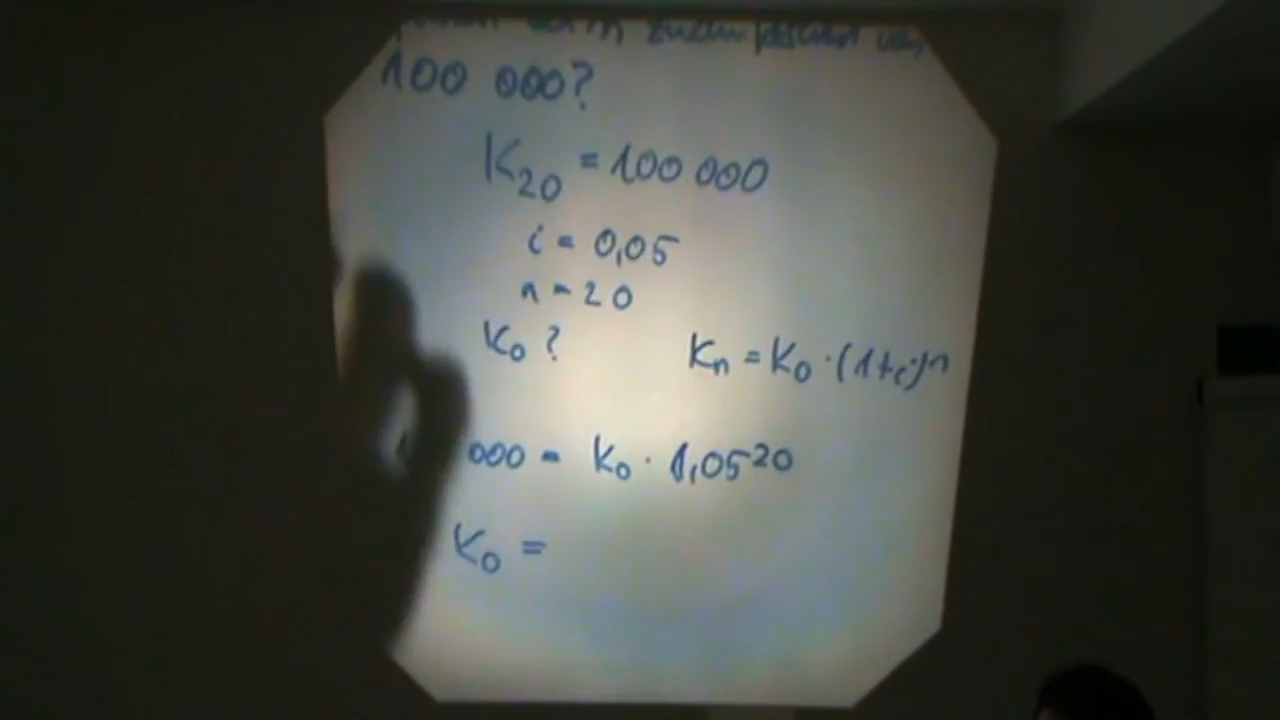 100 000?
K₂₀ = 100 000
i = 0,05
n = 20
K₀ ?
Kₙ = K₀ · (1+i)ⁿ
000 = K₀ · 1,05²⁰
K₀ =